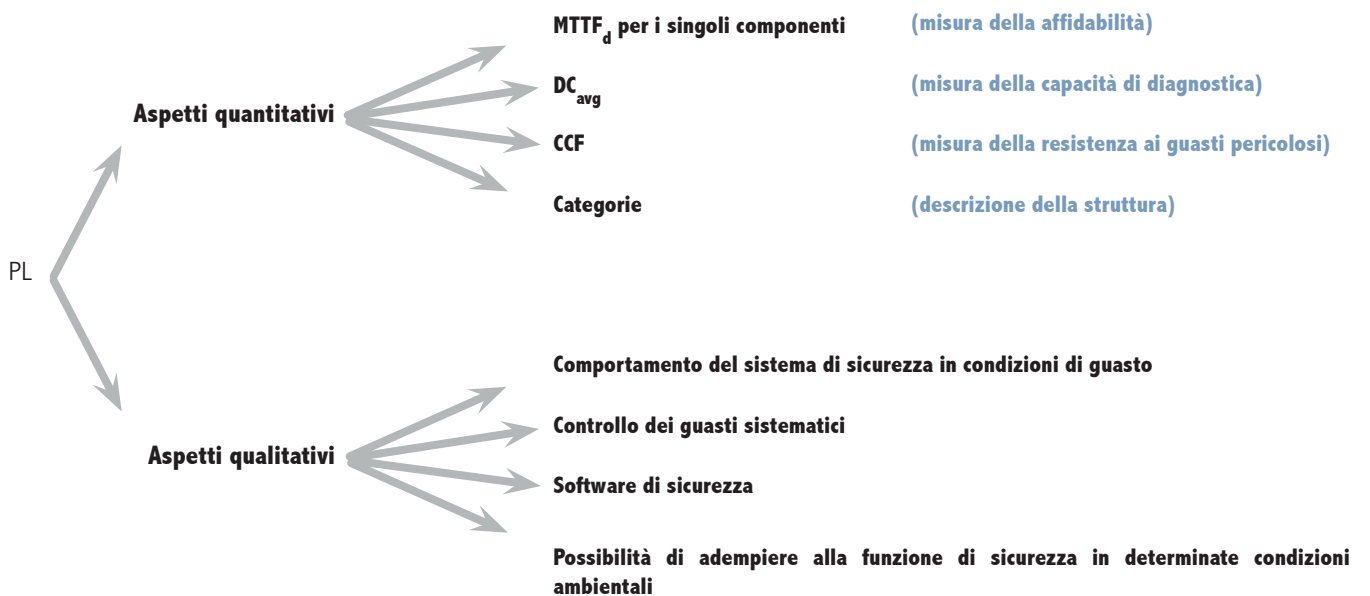 MTTFd per i singoli componenti (misura della affidabilità)
DCavg (misura della capacità di diagnostica)
Aspetti quantitativi
CCF (misura della resistenza ai guasti pericolosi)
Categorie (descrizione della struttura)
PL
Comportamento del sistema di sicurezza in condizioni di guasto
Controllo dei guasti sistematici
Aspetti qualitativi
Software di sicurezza
Possibilità di adempiere alla funzione di sicurezza in determinate condizioni
ambientali